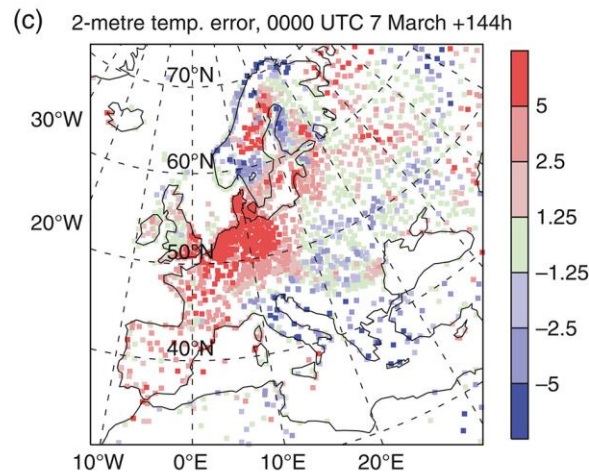 (c) 2-metre temp. error, 0000 UTC 7 March +144h
70°N
30°W
60°N
20°W
50°N
40°N
10°W 0°E 10°E 20°E
5
2.5
1.25
−1.25
−2.5
−5